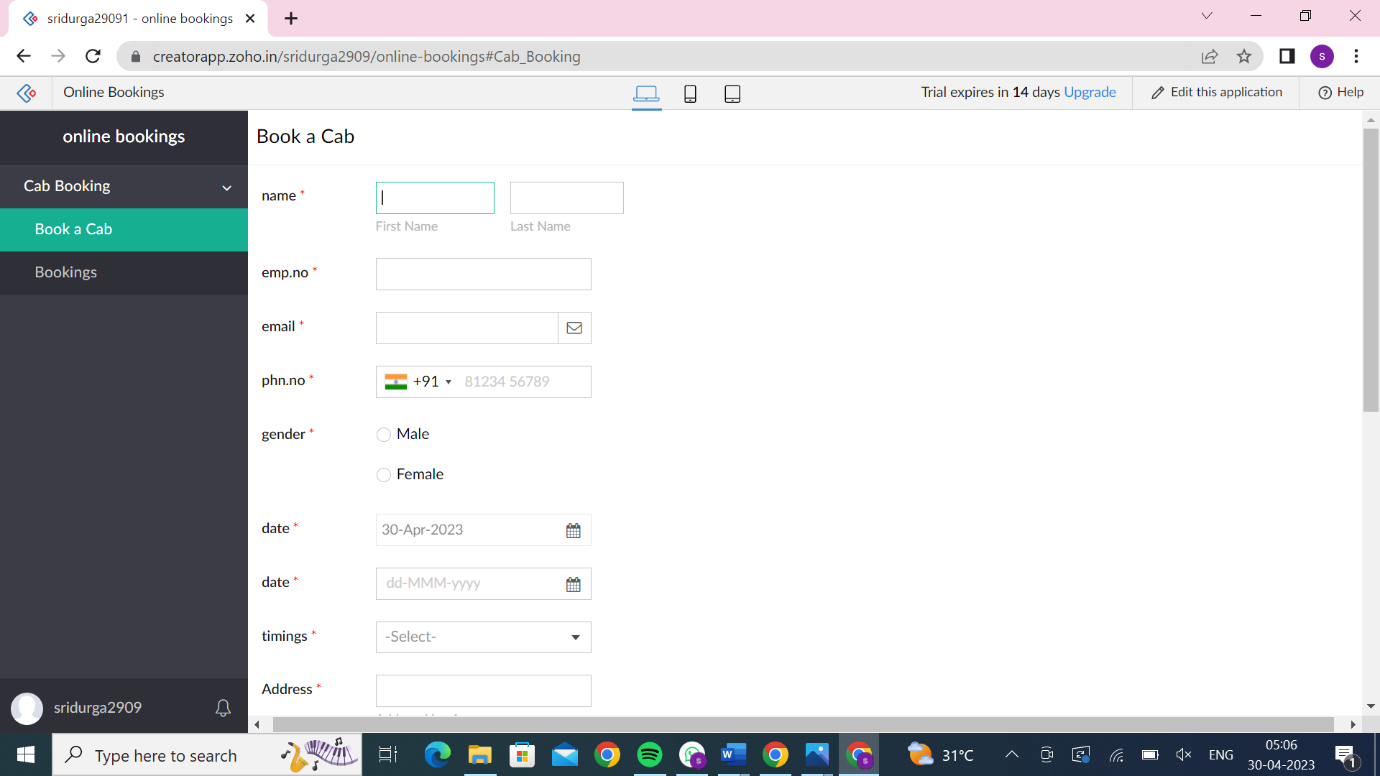 sridurga29091 - online bookings
creatorapp.zoho.in/sridurga2909/online-bookings#Cab_Booking
s
Online Bookings
Trial expires in 14 days Upgrade
Edit this application
Help
online bookings
Cab Booking
Book a Cab
Bookings
sridurga2909
Book a Cab
name *
First Name
Last Name
emp.no *
email *
phn.no *
+91
81234 56789
gender *
Male
Female
date *
30-Apr-2023
date *
dd-MMM-yyyy
timings *
-Select-
Address *
Type here to search
31°C
ENG
05:06
30-04-2023
1